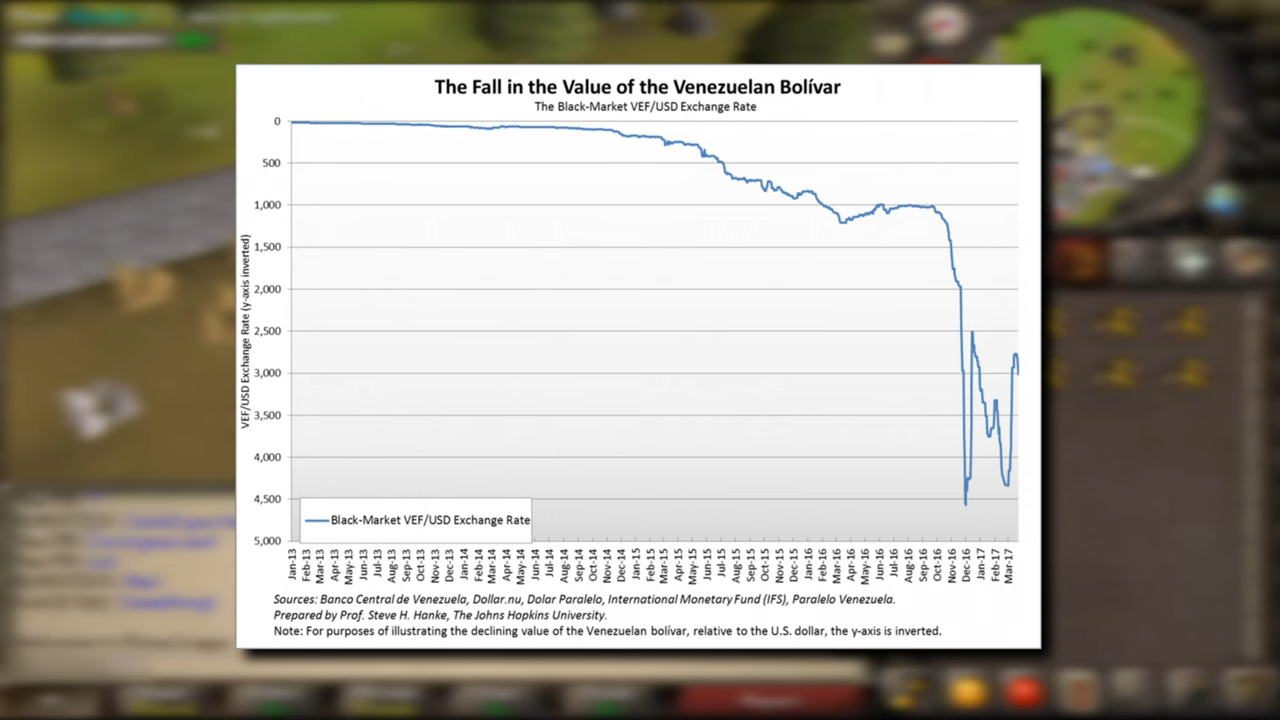 The Fall in the Value of the Venezuelan Bolívar
The Black-Market VEF/USD Exchange Rate
VEF/USD Exchange Rate (y-axis inverted)
0
500
1,000
1,500
2,000
2,500
3,000
3,500
4,000
4,500
5,000
Black-Market VEF/USD Exchange Rate
Jan-13
Feb-13
Mar-13
Apr-13
May-13
Jun-13
Jul-13
Aug-13
Sep-13
Oct-13
Nov-13
Dec-13
Jan-14
Feb-14
Mar-14
Apr-14
May-14
Jun-14
Jul-14
Aug-14
Sep-14
Oct-14
Nov-14
Dec-14
Jan-15
Feb-15
Mar-15
Apr-15
May-15
Jun-15
Jul-15
Aug-15
Sep-15
Oct-15
Nov-15
Dec-15
Jan-16
Feb-16
Mar-16
Apr-16
May-16
Jun-16
Jul-16
Aug-16
Sep-16
Oct-16
Nov-16
Dec-16
Jan-17
Feb-17
Mar-17
Sources: Banco Central de Venezuela, Dollar.nu, Dolar Paralelo, International Monetary Fund (IFS), Paralelo Venezuela.
Prepared by Prof. Steve H. Hanke, The Johns Hopkins University.
Note: For purposes of illustrating the declining value of the Venezuelan bolívar, relative to the U.S. dollar, the y-axis is inverted.